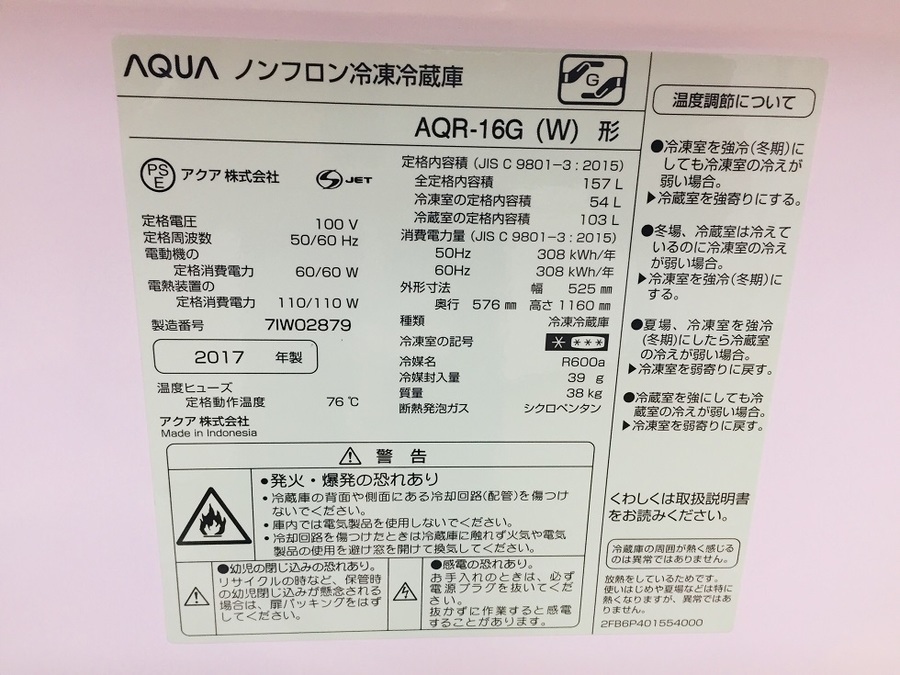 AQUA ノンフロン冷凍冷蔵庫
G
AQR-16G (W) 形
PS
E
アクア 株式会社
S JET
定格電圧 100 V
定格周波数 50/60 Hz
電動機の
定格消費電力 60/60 W
電熱装置の
定格消費電力 110/110 W
製造番号 7IW02879
2017 年製
温度ヒューズ
定格動作温度 76 ℃
アクア 株式会社
Made in Indonesia
定格内容積 (JIS C 9801-3 : 2015)
全定格内容積 157 L
冷凍室の定格内容積 54 L
冷蔵室の定格内容積 103 L
消費電力量 (JIS C 9801-3 : 2015)
50Hz 308 kWh/年
60Hz 308 kWh/年
外形寸法 幅 525 ㎜
奥行 576 ㎜ 高さ 1160 ㎜
種類 冷凍冷蔵庫
冷凍室の記号 * ***
冷媒名 R600a
冷媒封入量 39 g
質量 38 kg
断熱発泡ガス シクロペンタン
温度調節について
●冷凍室を強冷(冬期)に
しても冷凍室の冷えが
弱い場合。
▶冷蔵室を強寄りにする。
●冬場、冷蔵室は冷えて
いるのに冷凍室の冷え
が弱い場合。
▶冷凍室を強冷(冬期)に
する。
●夏場、冷凍室を強冷
(冬期)にしたら冷蔵室
の冷えが弱い場合。
▶冷凍室を弱寄りに戻す。
●冷蔵室を強にしても冷
蔵室の冷えが弱い場合。
▶冷凍室を弱寄りに戻す。
くわしくは取扱説明書
をお読みください。
冷蔵庫の周囲が熱く感じる
のは異常ではありません。
放熱をしているためです。
使いはじめや夏場などは特に
熱くなりますが、異常ではあ
りません。
2FB6P401554000
警告
●発火・爆発の恐れあり
・冷蔵庫の背面や側面にある冷却回路(配管)を傷つけ
ないでください。
・庫内では電気製品を使用しないでください。
・冷却回路を傷つけたときは冷蔵庫に触れず火気や電気
製品の使用を避け窓を開けて換気してください。
●幼児の閉じ込みの恐れあり。
リサイクルの時など、保管時
の幼児閉じ込みが懸念される
場合は、扉パッキングをはず
してください。
●感電の恐れあり。
お手入れのときは、必ず
電源プラグを抜いてくだ
さい。
抜かずに作業すると感電
することがあります。